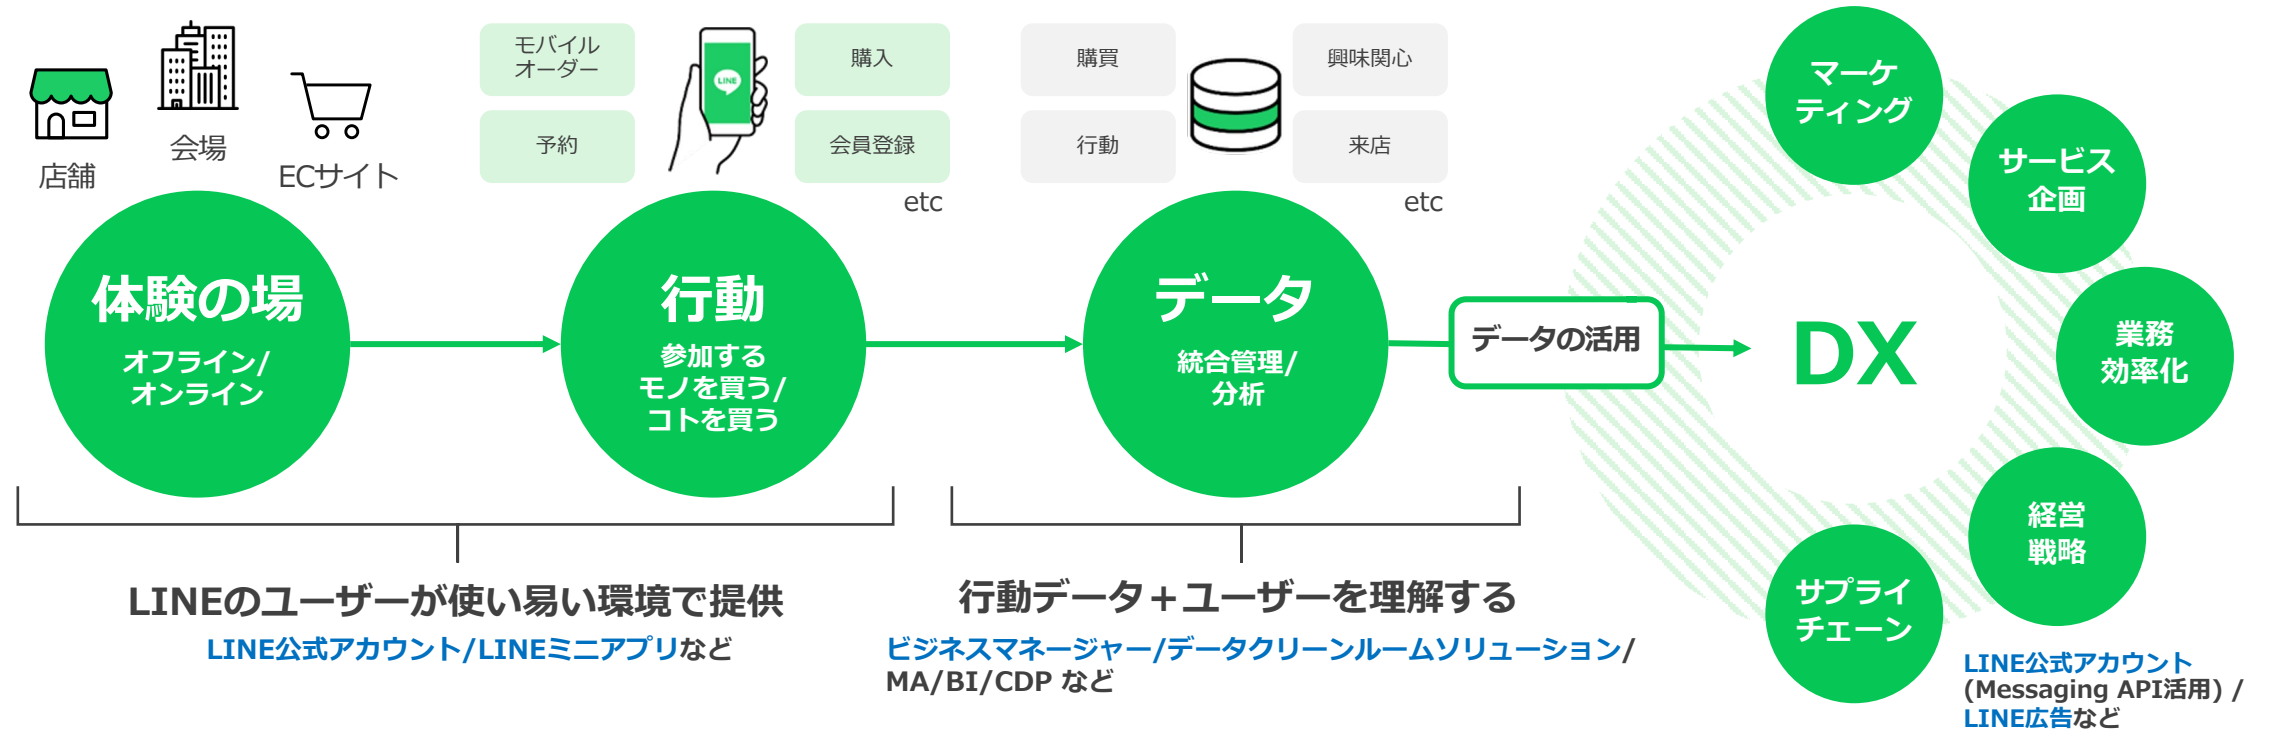 店舗
会場
ECサイト
モバイル
オーダー
予約
LINE
購入
会員登録
etc
購買
行動
興味関心
来店
etc
体験の場
オフライン/
オンライン
行動
参加する
モノを買う/
コトを買う
データ
統合管理/
分析
データの活用
DX
マーケ
ティング
サービス
企画
業務
効率化
経営
戦略
サプライ
チェーン
LINEのユーザーが使い易い環境で提供
LINE公式アカウント/LINEミニアプリなど
行動データ+ユーザーを理解する
ビジネスマネージャー/データクリーンルームソリューション/
MA/BI/CDP など
LINE公式アカウント
(Messaging API活用) /
LINE広告など